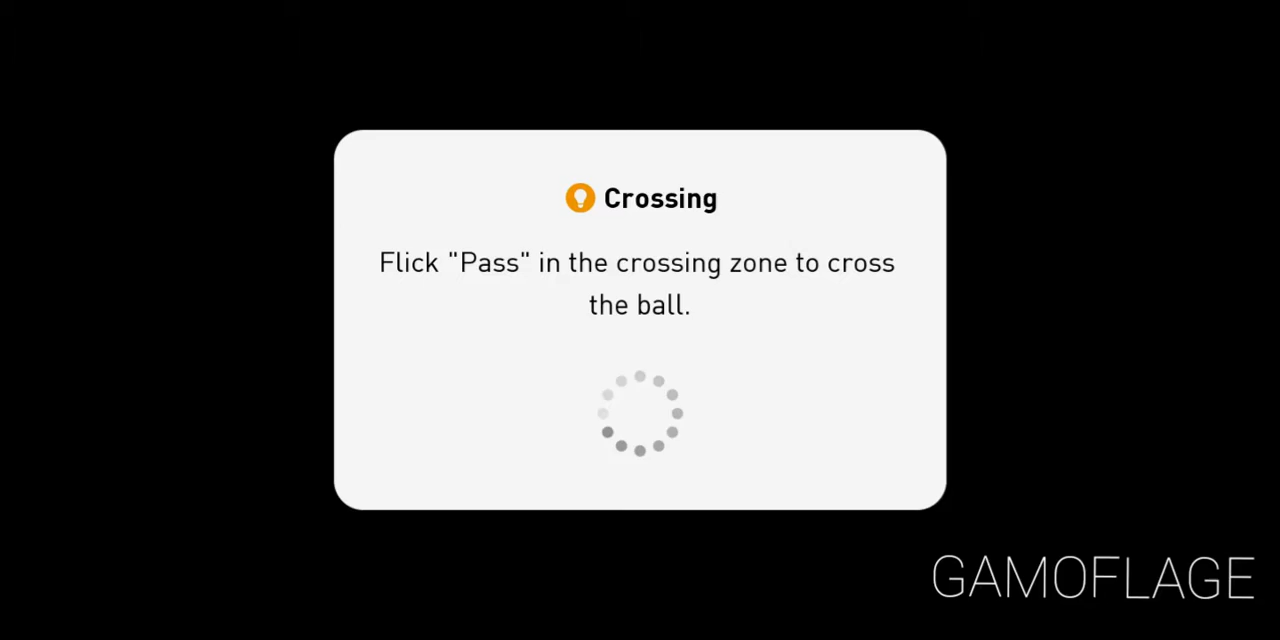 Crossing
Flick "Pass" in the crossing zone to cross
the ball.
GAMOFLAGE